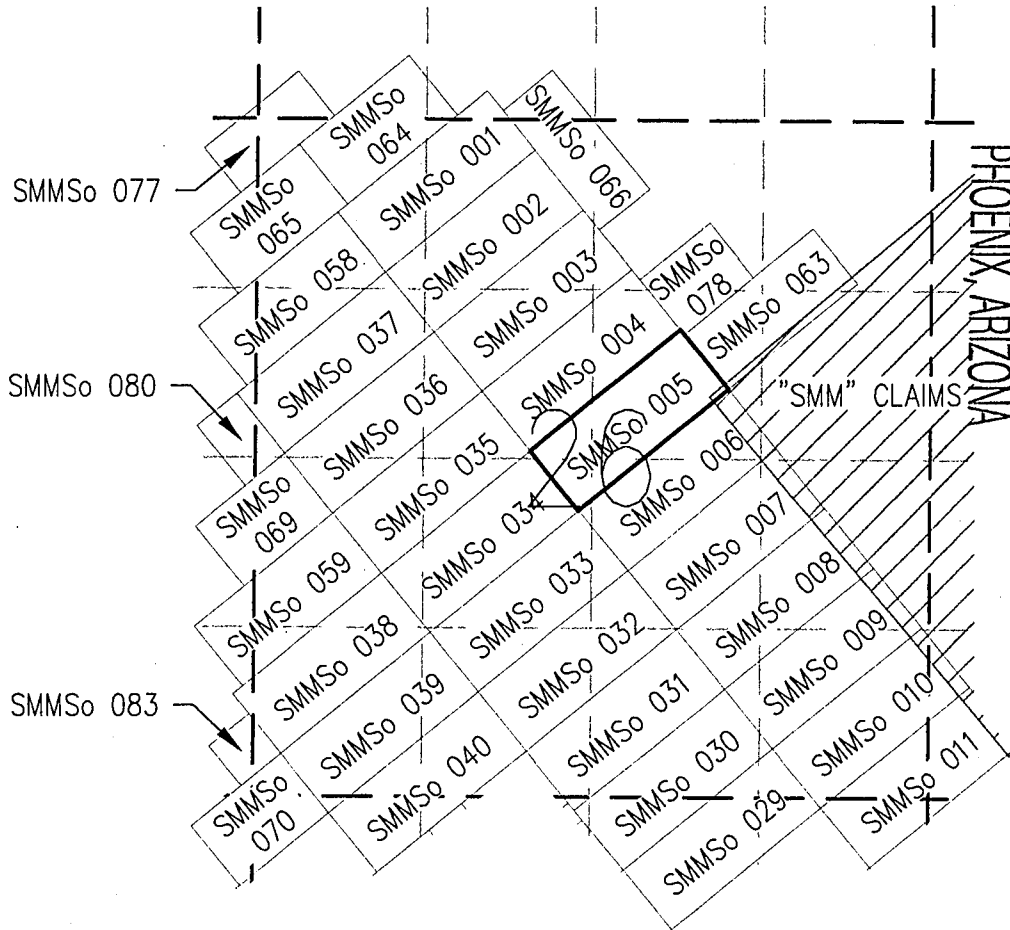 SMMSo
064
SMMSo 001
SMMSo 066
SMMSo 077
SMMSo
065
SMMSo 002
PHOENIX, ARIZONA
SMMSo 058
SMMSo 003
SMMSo
078
SMMSo 063
SMMSo 037
SMMSo 004
SMMSo 080
SMMSo 036
SMMSo 005
"SMM" CLAIMS
26
SMMSo
069
SMMSo 035
SMMSo 006
SMMSo 059
SMMSo 034
SMMSo 007
SMMSo 038
SMMSo 033
SMMSo 008
SMMSo 083
SMMSo 039
SMMSo 032
SMMSo 009
SMMSo
070
SMMSo 040
SMMSo 031
SMMSo 010
SMMSo 030
SMMSo 011
SMMSo 029